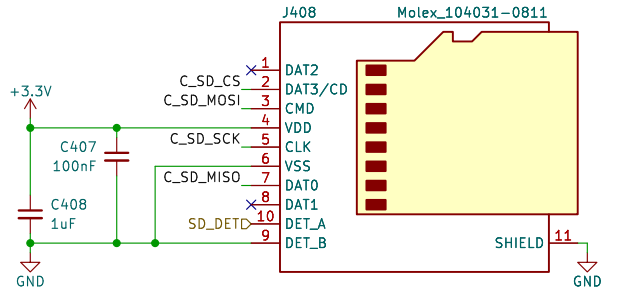 J408 Molex_104031-0811
1 DAT2
C_SD_CS 2 DAT3/CD
+3.3V
C_SD_MOSI 3 CMD
4 VDD
C407 C_SD_SCK 5 CLK
100nF 6 VSS
C_SD_MISO 7 DAT0
C408 8 DAT1
1uF SD_DET 10 DET_A
9 DET_B SHIELD 11
GND GND